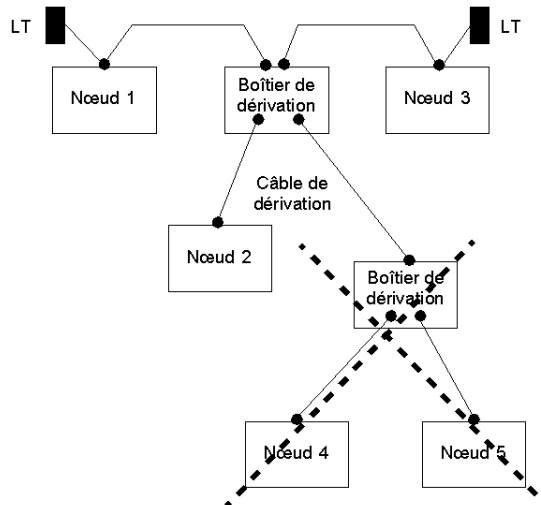 LT
LT
Nœud 1
Boîtier de
dérivation
Nœud 3
Câble de
dérivation
Nœud 2
Boîtier de
dérivation
Nœud 4
Nœud 5